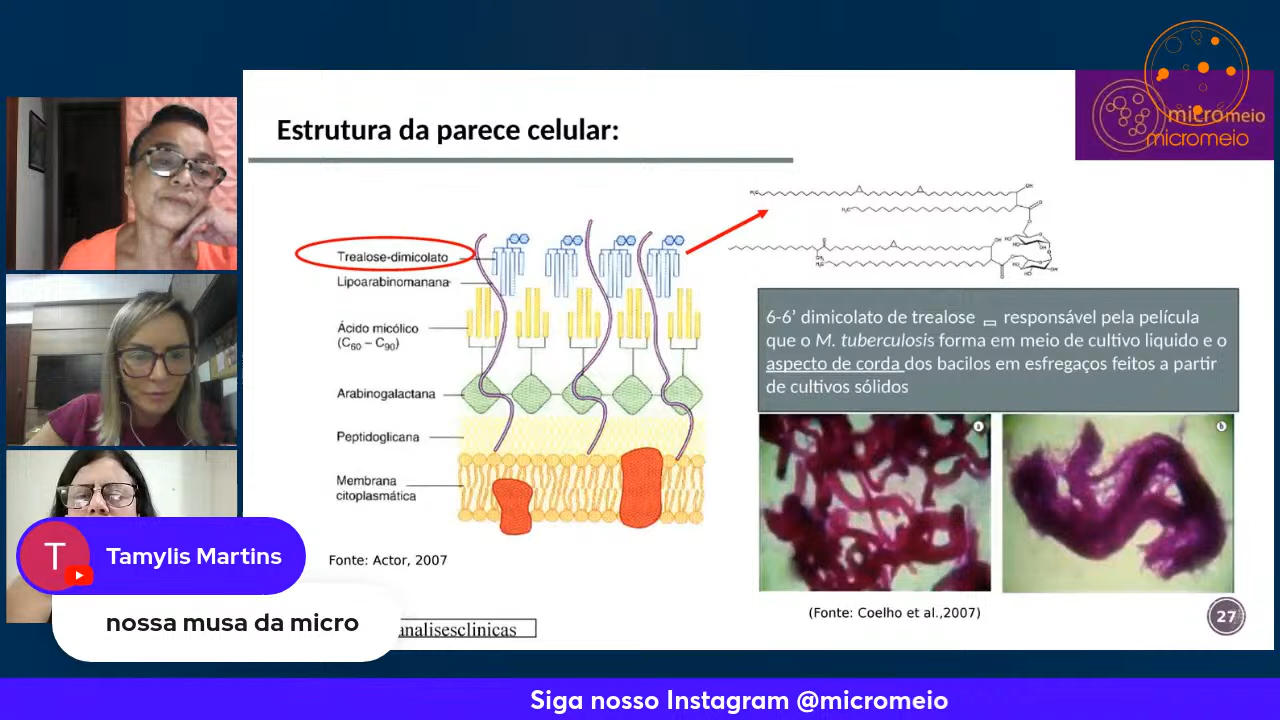 micromeio
micromeio
Estrutura da parece celular:
Trealose-dimicolato
Lipoarabinomanana
Ácido micólico
(C60 – C90)
Arabinogalactana
Peptidoglicana
Membrana
citoplasmática
Fonte: Actor, 2007
6-6’ dimicolato de trealose responsável pela película
que o M. tuberculosis forma em meio de cultivo liquido e o
aspecto de corda dos bacilos em esfregaços feitos a partir
de cultivos sólidos
a
b
(Fonte: Coelho et al.,2007)
27
T
Tamylis Martins
nossa musa da micro
analisesclinicas
Siga nosso Instagram @micromeio